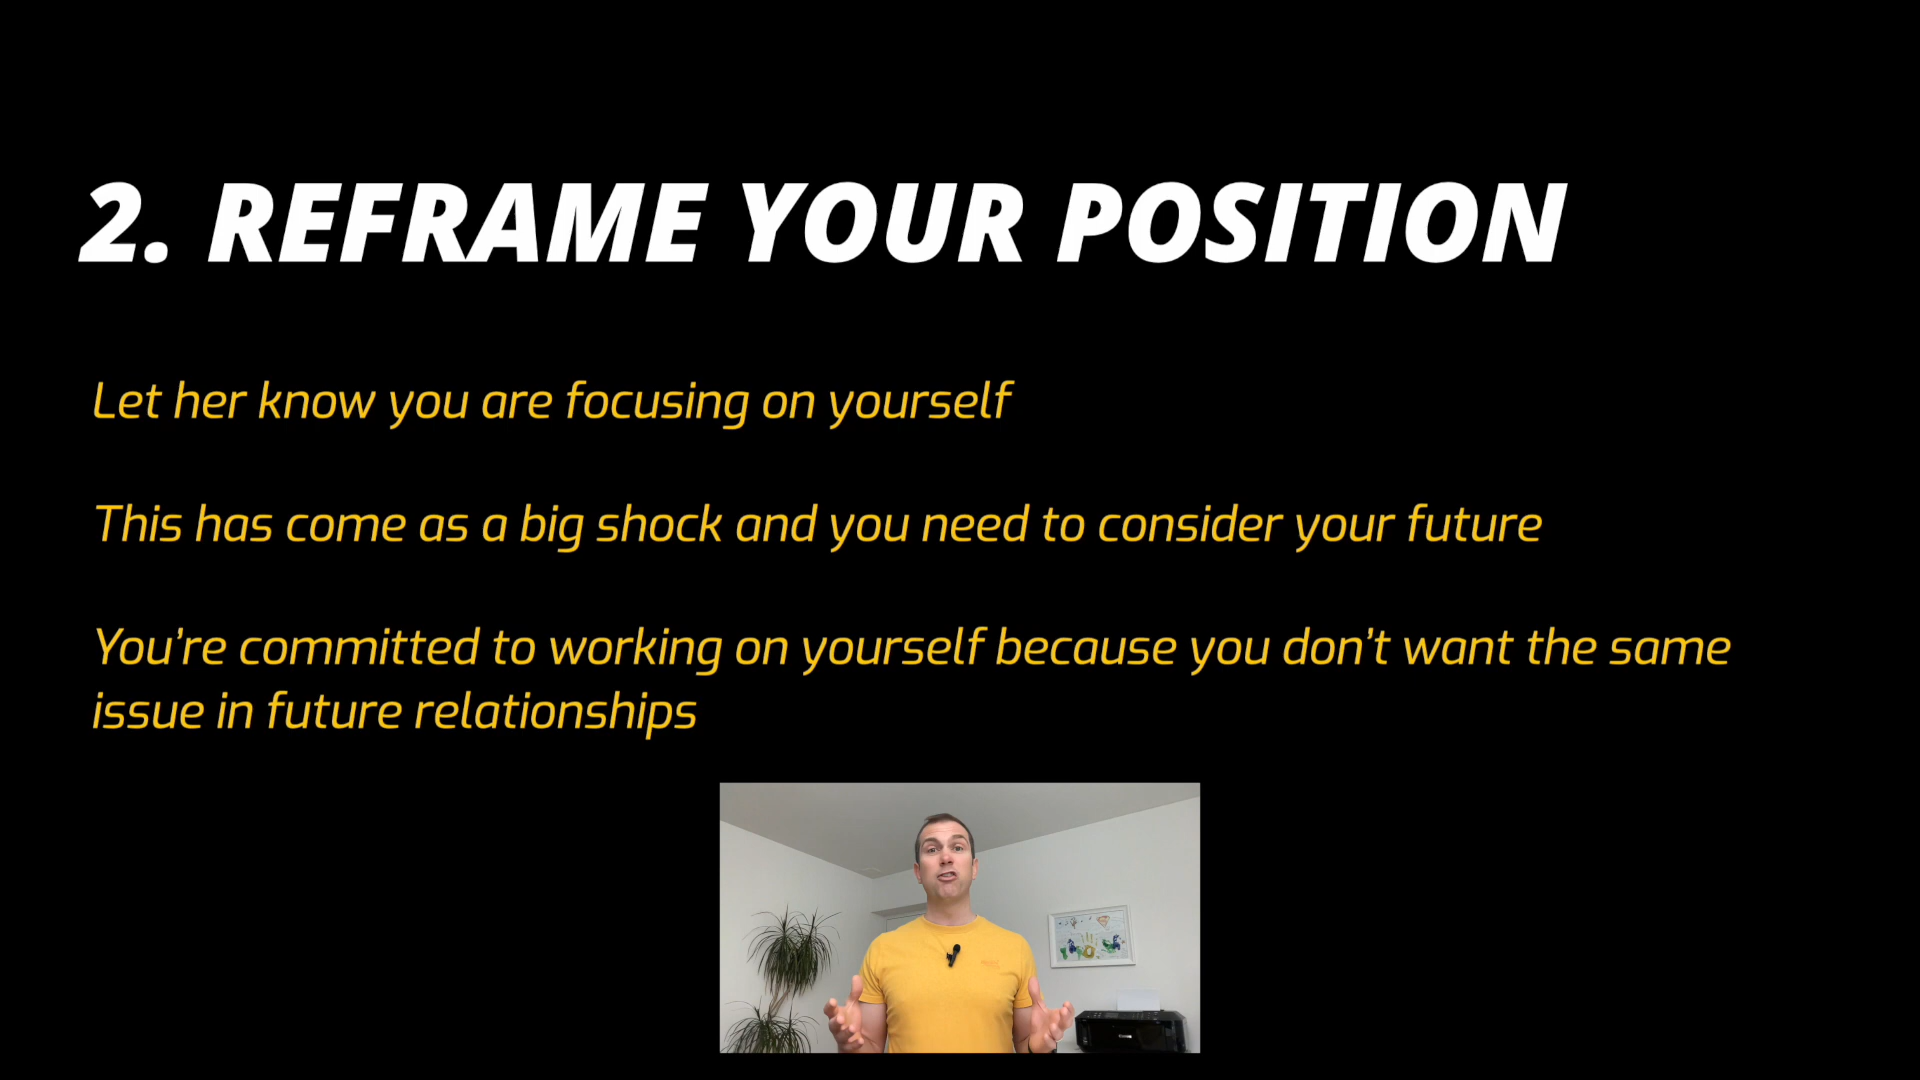 2. REFRAME YOUR POSITION
Let her know you are focusing on yourself
This has come as a big shock and you need to consider your future
You're committed to working on yourself because you don't want the same
issue in future relationships